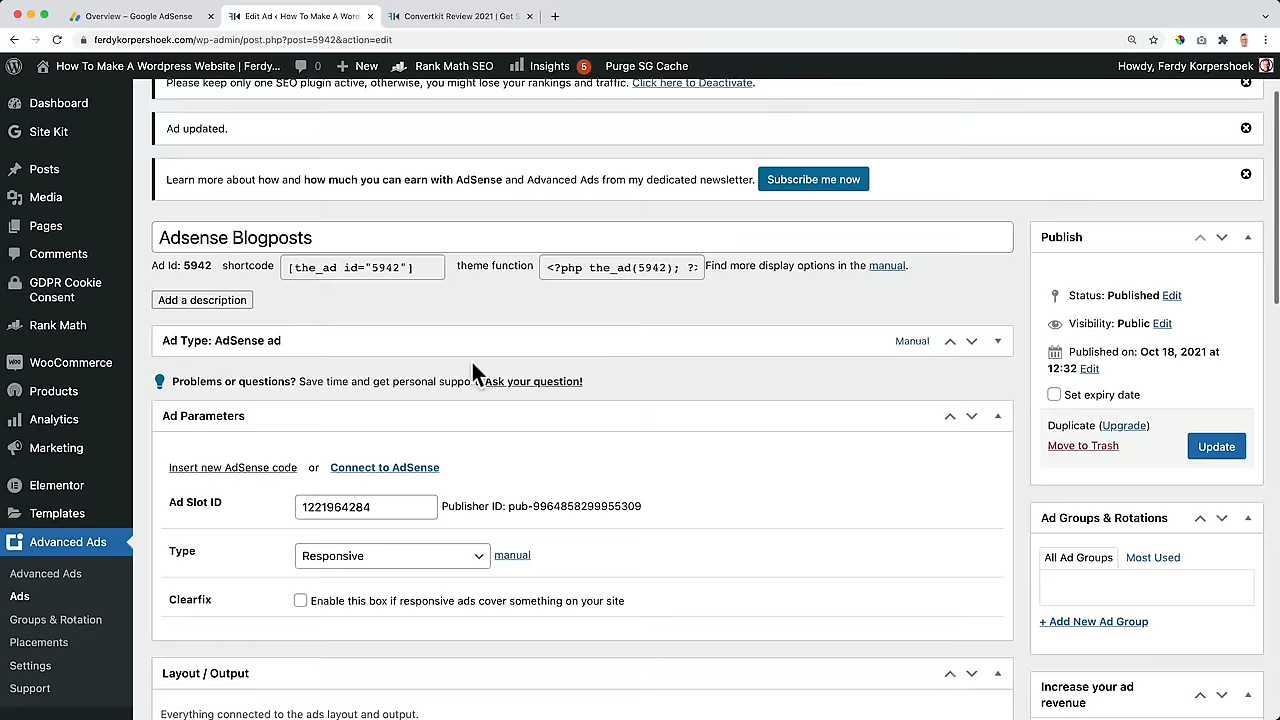 Overview – Google AdSense
Edit Ad ‹ How To Make A Word
Convertkit Review 2021 | Get S
ferdykorpershoek.com/wp-admin/post.php?post=5942&action=edit
How To Make A Wordpress Website | Ferdy...
0
New
Rank Math SEO
Insights
5
Purge SG Cache
Howdy, Ferdy Korpershoek
Please keep only one SEO plugin active, otherwise, you might lose your rankings and traffic. Click here to Deactivate.
Ad updated.
Learn more about how and how much you can earn with AdSense and Advanced Ads from my dedicated newsletter.
Subscribe me now
Dashboard
Site Kit
Posts
Media
Pages
Comments
GDPR Cookie
Consent
Rank Math
WooCommerce
Products
Analytics
Marketing
Elementor
Templates
Advanced Ads
Advanced Ads
Ads
Groups & Rotation
Placements
Settings
Support
Adsense Blogposts
Ad Id: 5942 shortcode [the_ad id="5942"] theme function <?php the_ad(5942); ?> Find more display options in the manual.
Add a description
Ad Type: AdSense ad
Manual
Problems or questions? Save time and get personal Ask your question!
Ad Parameters
Insert new AdSense code or Connect to AdSense
Ad Slot ID
1221964284
Publisher ID: pub-9964858299955309
Type
Responsive
manual
Clearfix
Enable this box if responsive ads cover something on your site
Layout / Output
Everything connected to the ads layout and output.
Publish
Status: Published Edit
Visibility: Public Edit
Published on: Oct 18, 2021 at
12:32 Edit
Set expiry date
Duplicate (Upgrade)
Move to Trash
Update
Ad Groups & Rotations
All Ad Groups
Most Used
+ Add New Ad Group
Increase your ad
revenue